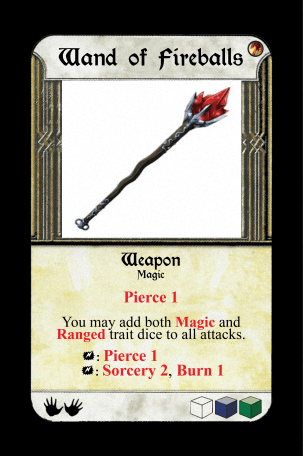 Wand of Fireballs
Weapon
Magic
Pierce 1
You may add both Magic and
Ranged trait dice to all attacks.
: Pierce 1
: Sorcery 2, Burn 1